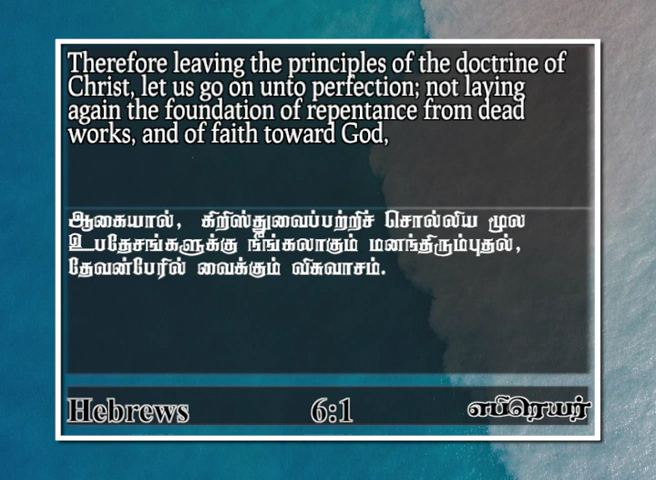 Therefore leaving the principles of the doctrine of
Christ, let us go on unto perfection; not laying
again the foundation of repentance from dead
works, and of faith toward God,
ஆகையால், கிறிஸ்துவைப்பற்றிச் சொல்லிய மூல
உபதேசங்களுக்கு நீங்கலாகும் மனந்திரும்புதல்,
தேவன்பேரில் வைக்கும் விசுவாசம்.
Hebrews 6:1 எபிரெயர்